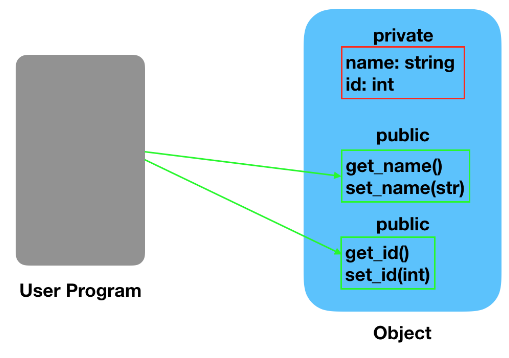 private
name: string
id: int
public
get_name()
set_name(str)
public
get_id()
set_id(int)
User Program
Object